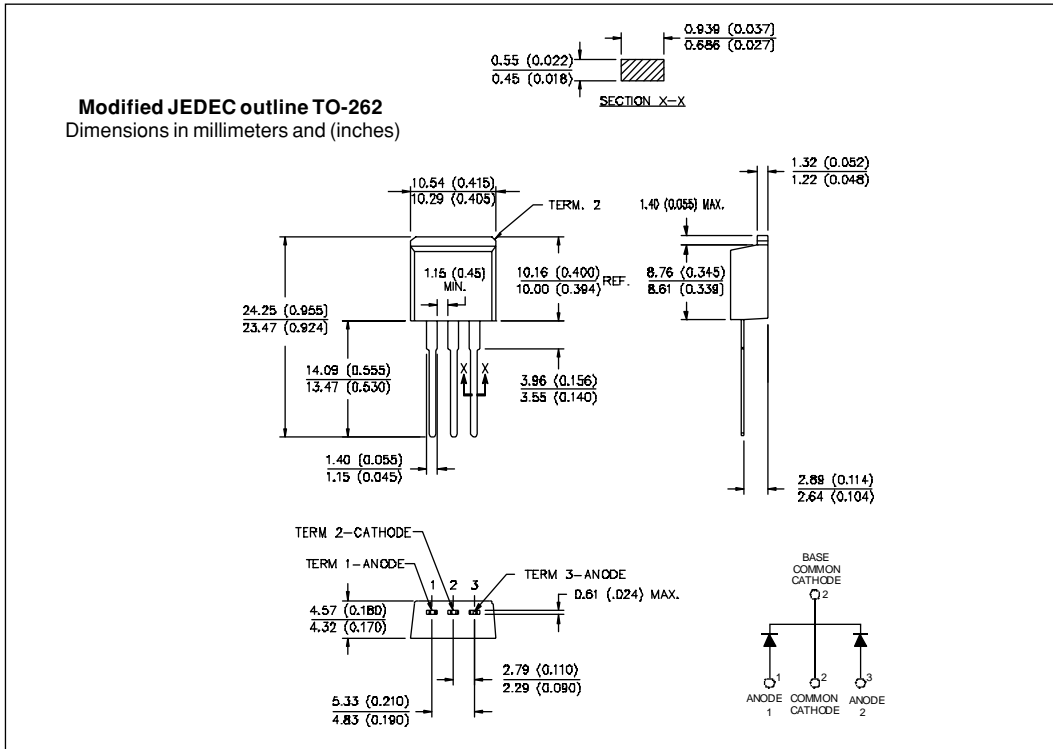 0.939 (0.037)
0.686 (0.027)
0.55 (0.022)
0.45 (0.018)
SECTION X-X
Modified JEDEC outline TO-262
Dimensions in millimeters and (inches)
1.32 (0.052)
1.22 (0.048)
10.54 (0.415)
10.29 (0.405)
TERM. 2
1.40 (0.055) MAX.
1.15 (0.45)
MIN.
10.16 (0.400)
10.00 (0.394)
REF.
8.76 (0.345)
8.61 (0.339)
24.25 (0.955)
23.47 (0.924)
14.09 (0.555)
13.47 (0.530)
X X
3.96 (0.156)
3.55 (0.140)
1.40 (0.055)
1.15 (0.045)
2.89 (0.114)
2.64 (0.104)
TERM 2-CATHODE
TERM 1-ANODE
1 2 3
TERM 3-ANODE
0.61 (.024) MAX.
4.57 (0.180)
4.32 (0.170)
2.79 (0.110)
2.29 (0.090)
5.33 (0.210)
4.83 (0.190)
BASE
COMMON
CATHODE
2
1 2 3
ANODE COMMON ANODE
1 CATHODE 2